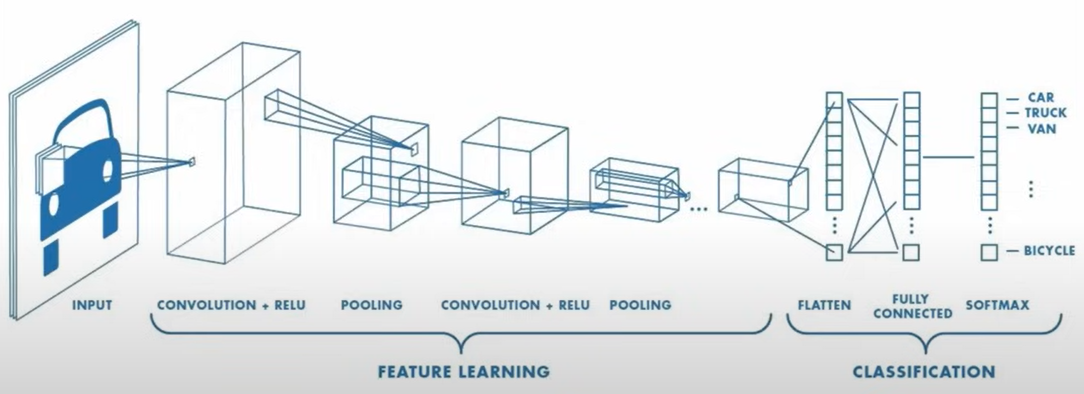 CAR
TRUCK
VAN
BICYCLE
INPUT
CONVOLUTION + RELU
POOLING
CONVOLUTION + RELU
POOLING
FLATTEN
FULLY
CONNECTED
SOFTMAX
FEATURE LEARNING
CLASSIFICATION